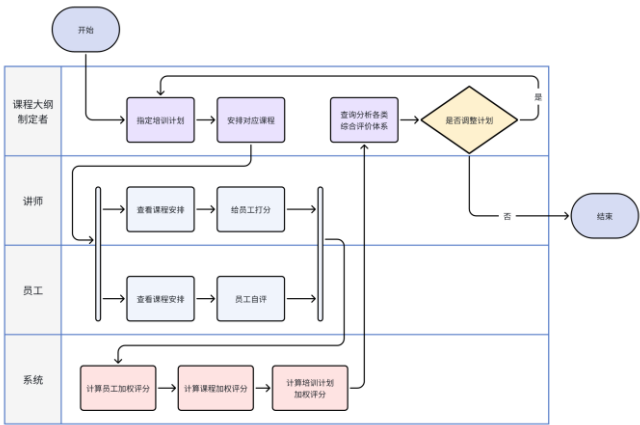 开始
课程大纲
制定者
指定培训计划
安排对应课程
查询分析各类
综合评价体系
是否调整计划
是
讲师
查看课程安排
给员工打分
否
结束
员工
查看课程安排
员工自评
系统
计算员工加权评分
计算课程加权评分
计算培训计划
加权评分